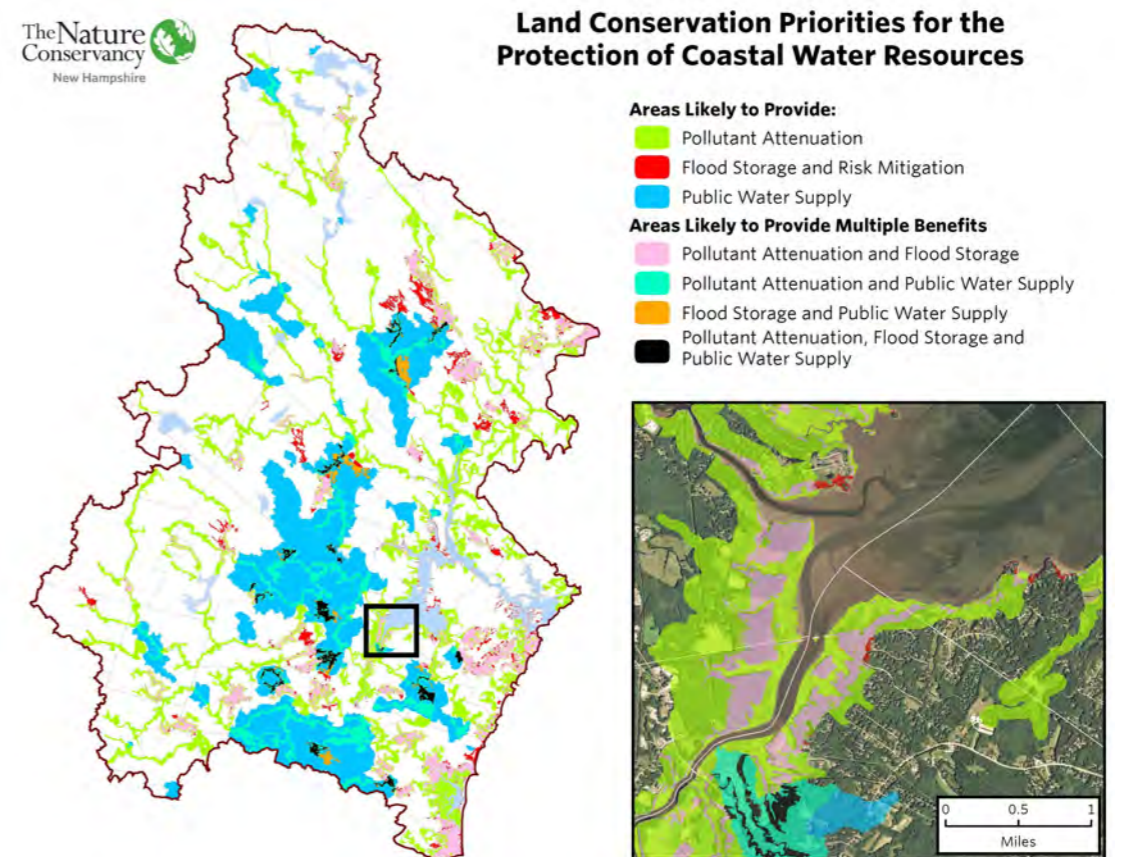 The Nature
Conservancy
New Hampshire
Land Conservation Priorities for the
Protection of Coastal Water Resources
Areas Likely to Provide:
Pollutant Attenuation
Flood Storage and Risk Mitigation
Public Water Supply
Areas Likely to Provide Multiple Benefits
Pollutant Attenuation and Flood Storage
Pollutant Attenuation and Public Water Supply
Flood Storage and Public Water Supply
Pollutant Attenuation, Flood Storage and
Public Water Supply
0 0.5 1
Miles